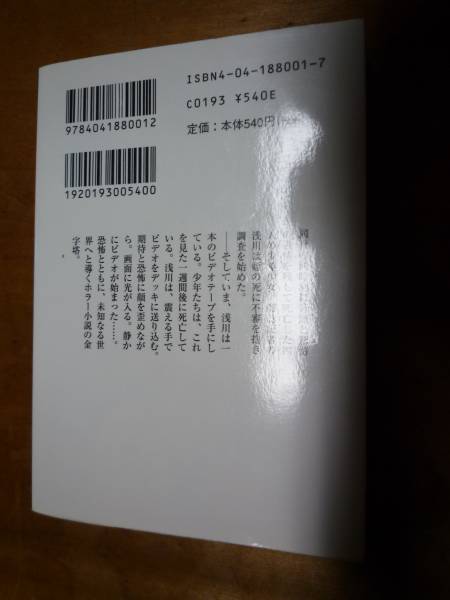 ISBN4-04-188001-7
C0193 ¥540E
定価:本体540円
9784041880012
1920193005400
浅川は姪の死に不審を抱き
調査を始めた。
――そしていま、浅川は一
本のビデオテープを手にし
ている。少年たちは、これ
を見た一週間後に死亡して
いる。浅川は、震える手で
ビデオをデッキに送り込む。
期待と恐怖に顔を歪めなが
ら。画面に光が入る。静か
にビデオが始まった……。
恐怖とともに、未知なる世
界へと導くホラー小説の金
字塔。